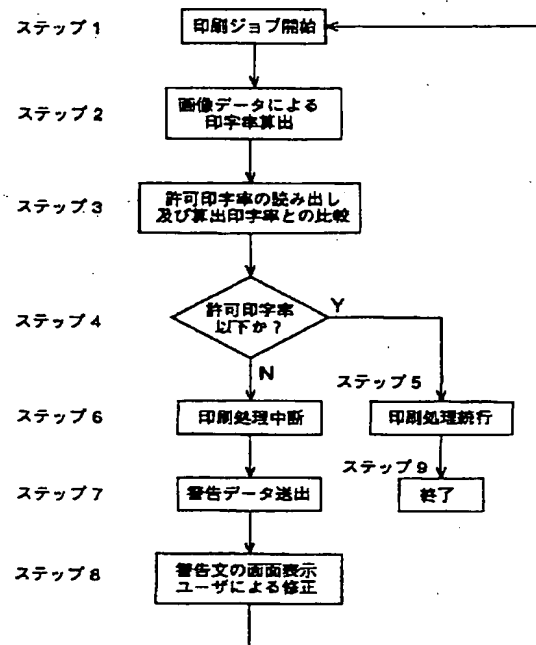 ステップ 1
印刷ジョブ開始
ステップ 2
画像データによる
印字率算出
ステップ 3
許可印字率の読み出し
及び算出印字率との比較
ステップ 4
許可印字率
以下か?
Y
N
ステップ 5
印刷処理続行
ステップ 6
印刷処理中断
ステップ 9
終了
ステップ 7
警告データ送出
ステップ 8
警告文の画面表示
ユーザによる修正